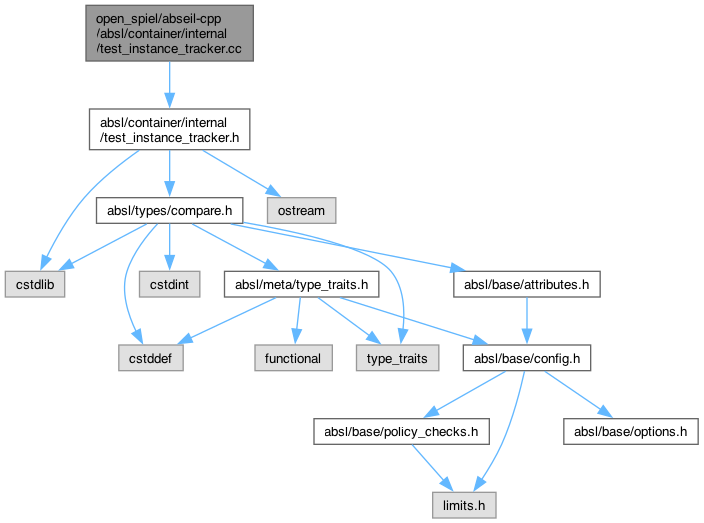 open_spiel/abseil-cpp
/absl/container/internal
/test_instance_tracker.cc
absl/container/internal
/test_instance_tracker.h
absl/types/compare.h
ostream
cstdlib
cstdint
absl/meta/type_traits.h
absl/base/attributes.h
cstddef
functional
type_traits
absl/base/config.h
absl/base/policy_checks.h
absl/base/options.h
limits.h